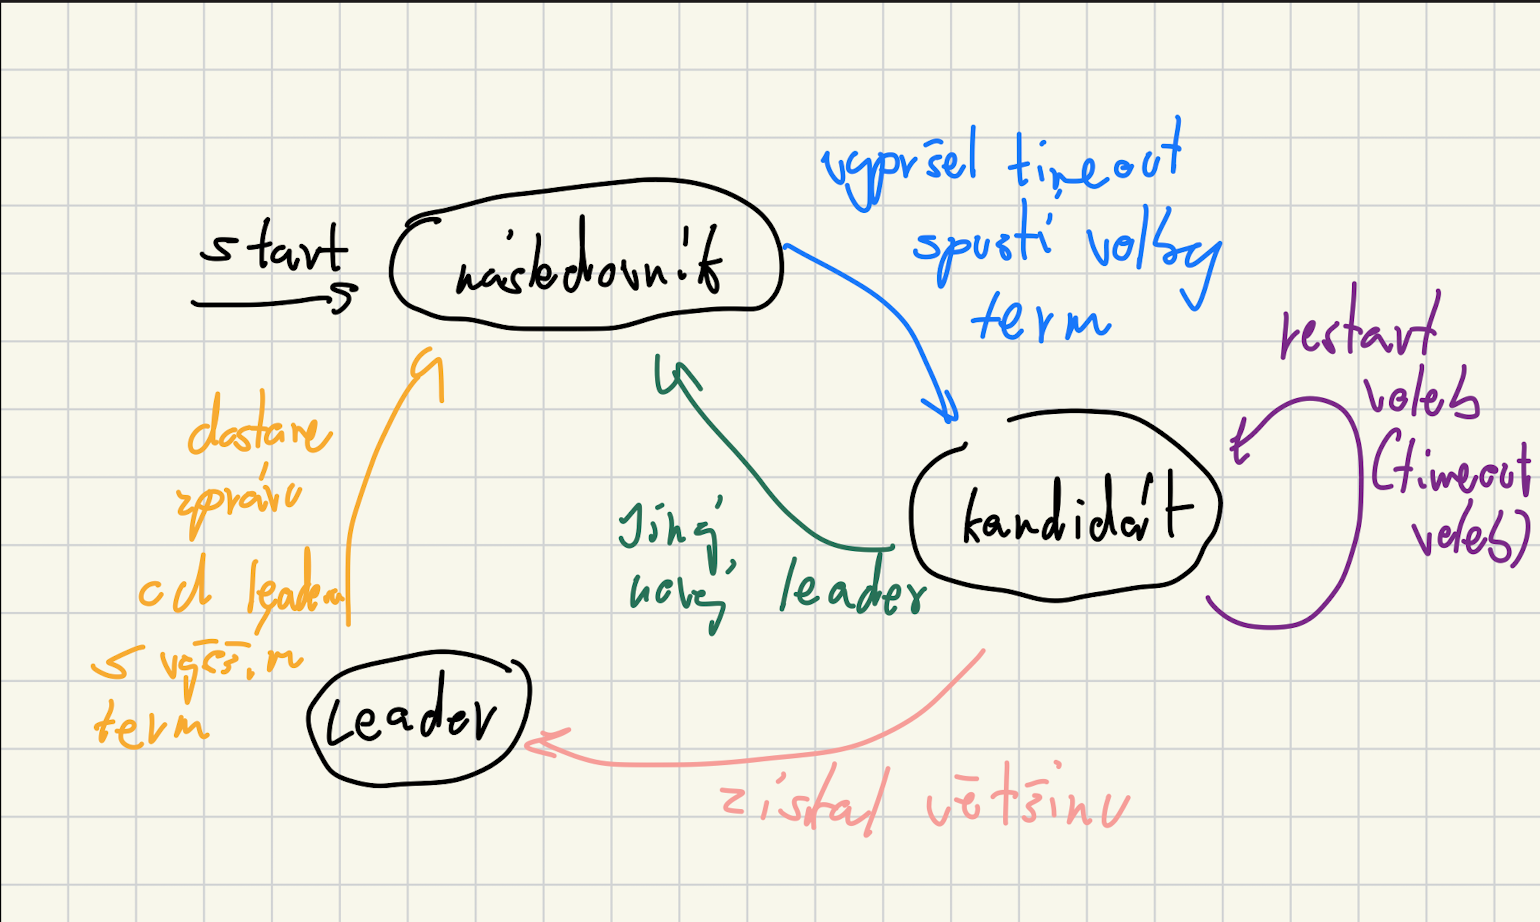 start
následovník
vypršel timeout
spustí volby
term
restart
voleb
(timeout
voleb)
kandidát
jiný,
nový leader
dostane
zprávu
od leadera
s vyšším
term
Leader
získal většinu